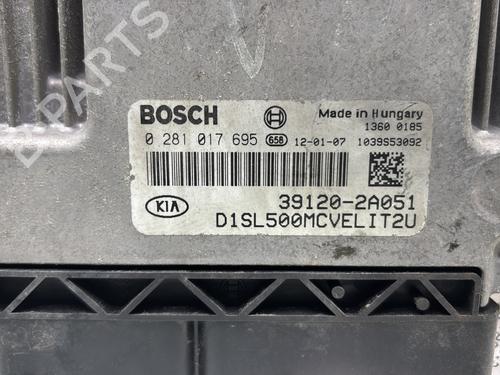 B-PARTS
BOSCH
Made in Hungary
1360 0185
0 281 017 695 65B 12-01-07 1039S53092
KIA
39120-2A051
D1SL500MCVELIT2U